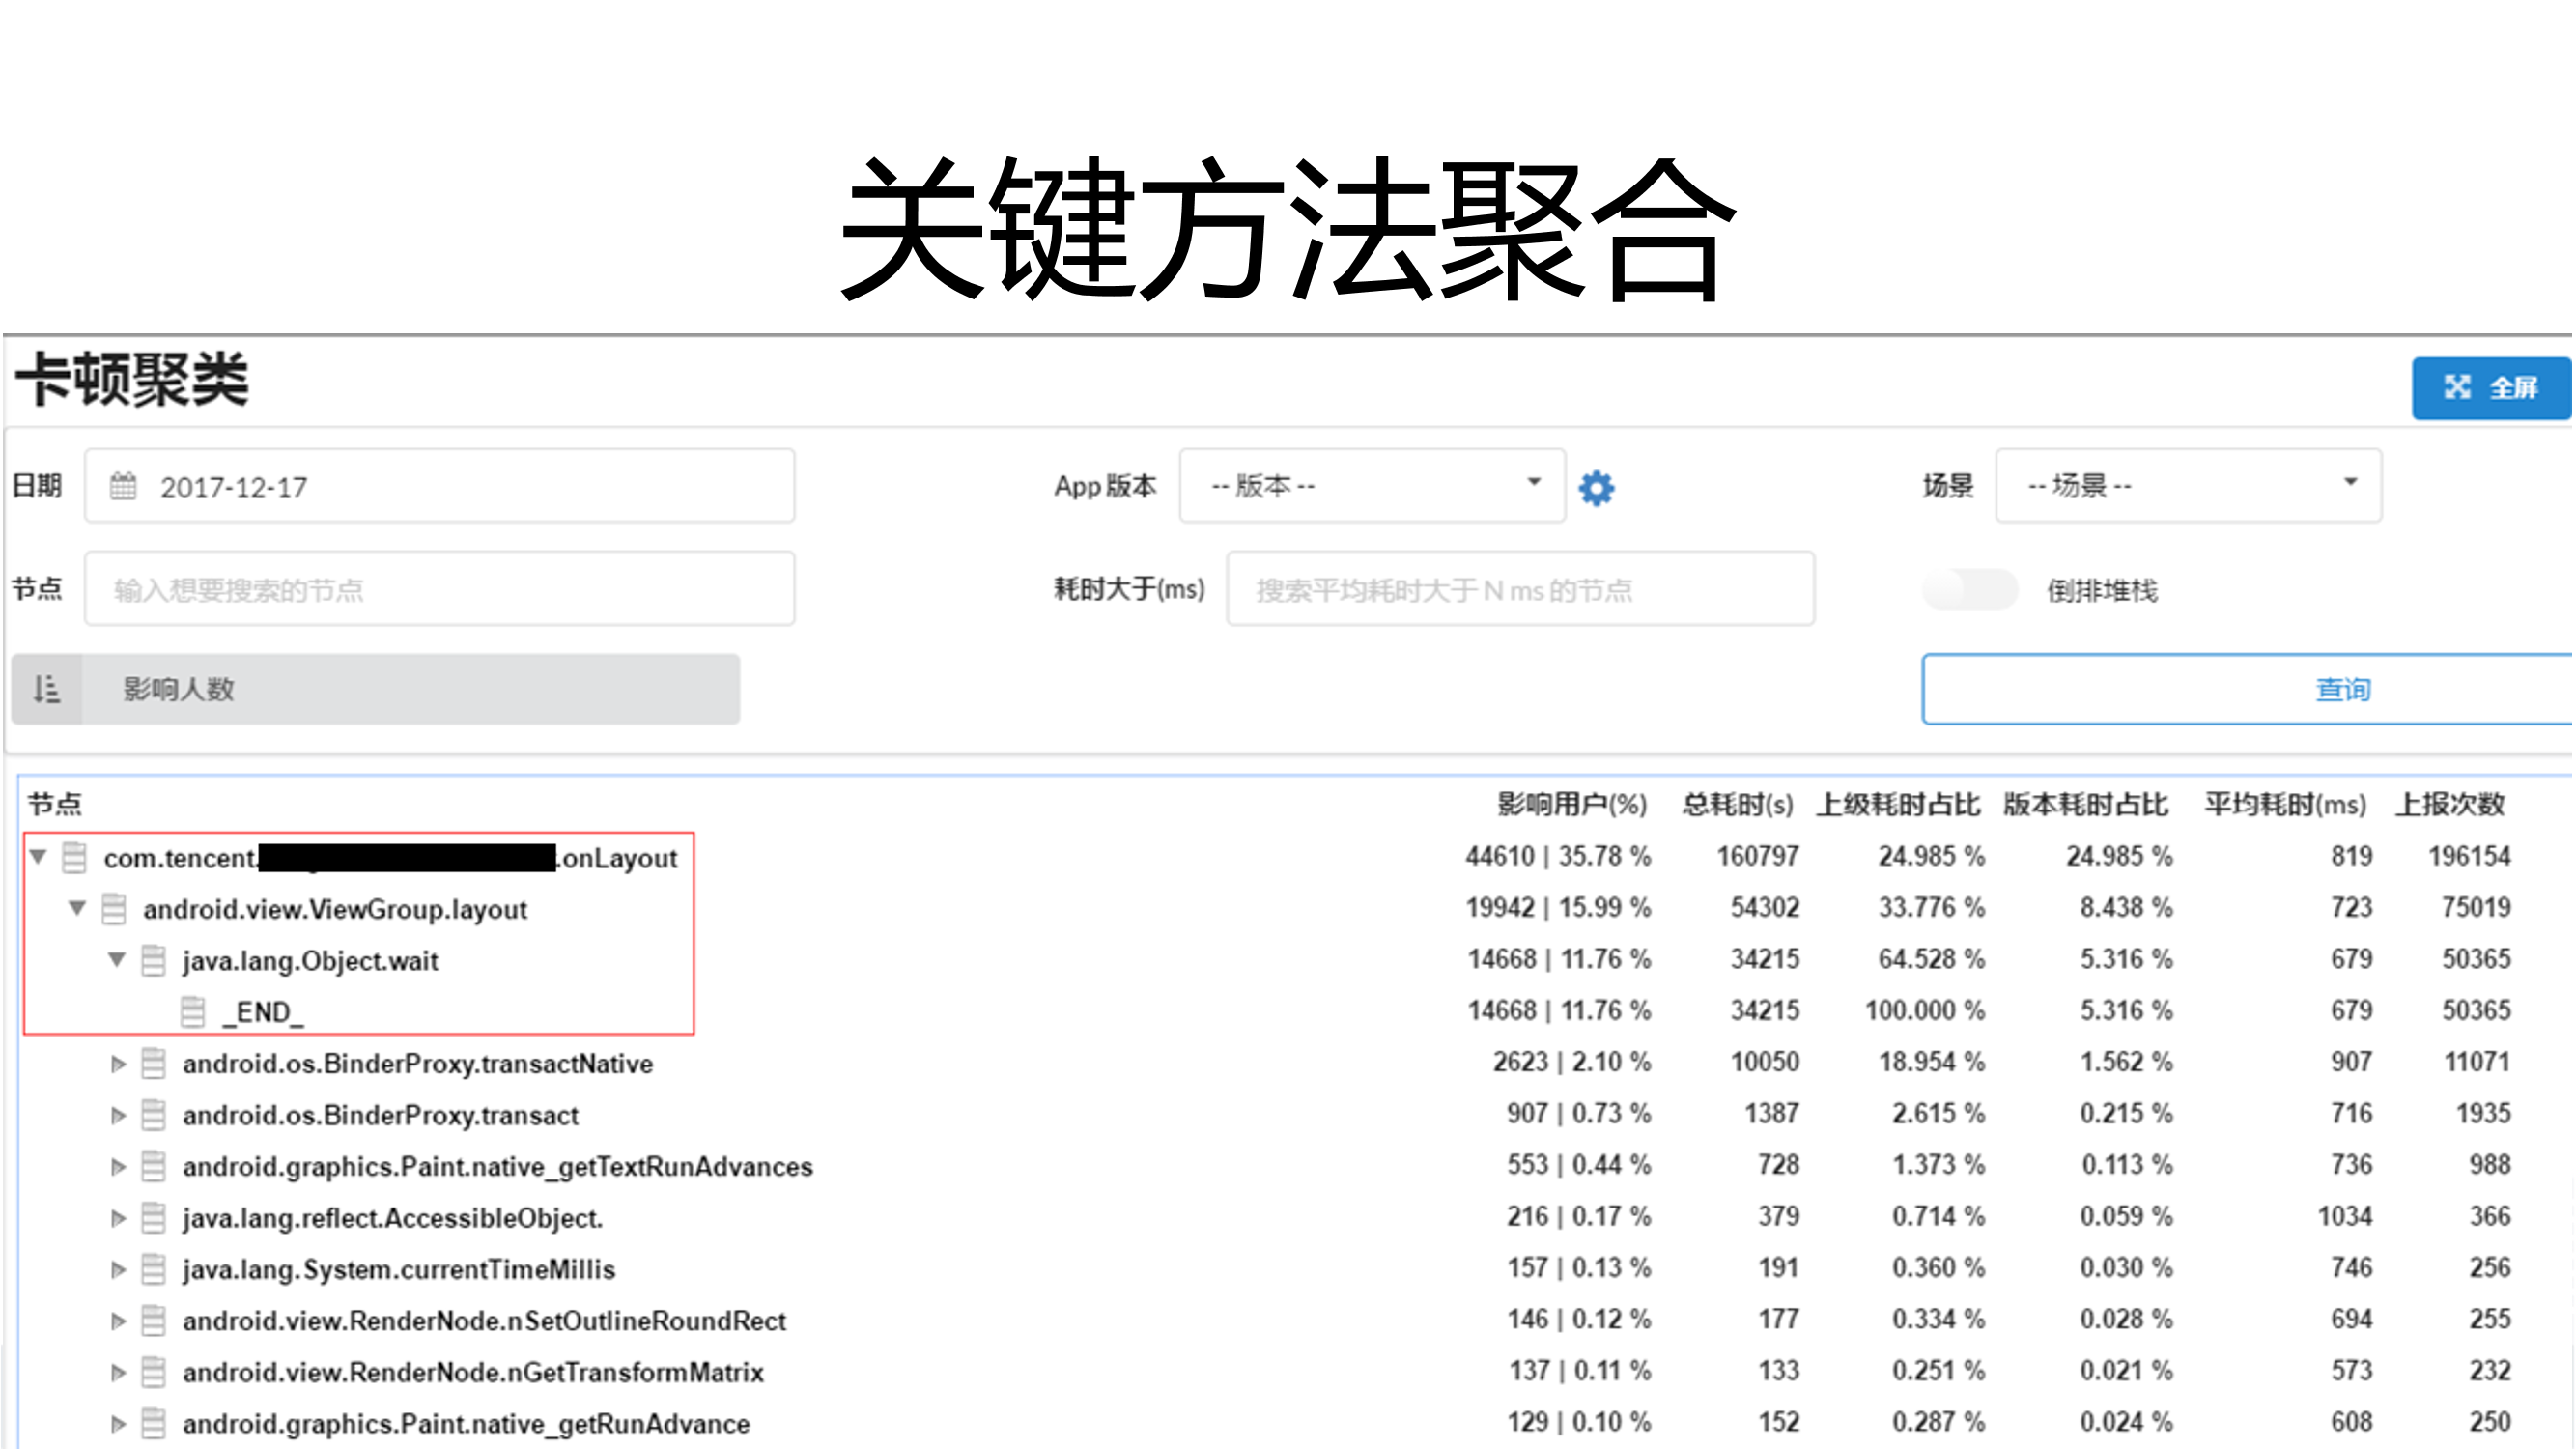 关键方法聚合
卡顿聚类
全屏
日期 2017-12-17 App 版本 -- 版本 -- 场景 -- 场景 --
节点 输入想要搜索的节点 耗时大于(ms) 搜索平均耗时大于 N ms 的节点 倒排堆栈
影响人数 查询
节点 影响用户(%) 总耗时(s) 上级耗时占比 版本耗时占比 平均耗时(ms) 上报次数
com.tencent. .onLayout 44610 | 35.78 % 160797 24.985 % 24.985 % 819 196154
android.view.ViewGroup.layout 19942 | 15.99 % 54302 33.776 % 8.438 % 723 75019
java.lang.Object.wait 14668 | 11.76 % 34215 64.528 % 5.316 % 679 50365
_END_ 14668 | 11.76 % 34215 100.000 % 5.316 % 679 50365
android.os.BinderProxy.transactNative 2623 | 2.10 % 10050 18.954 % 1.562 % 907 11071
android.os.BinderProxy.transact 907 | 0.73 % 1387 2.615 % 0.215 % 716 1935
android.graphics.Paint.native_getTextRunAdvances 553 | 0.44 % 728 1.373 % 0.113 % 736 988
java.lang.reflect.AccessibleObject. 216 | 0.17 % 379 0.714 % 0.059 % 1034 366
java.lang.System.currentTimeMillis 157 | 0.13 % 191 0.360 % 0.030 % 746 256
android.view.RenderNode.nSetOutlineRoundRect 146 | 0.12 % 177 0.334 % 0.028 % 694 255
android.view.RenderNode.nGetTransformMatrix 137 | 0.11 % 133 0.251 % 0.021 % 573 232
android.graphics.Paint.native_getRunAdvance 129 | 0.10 % 152 0.287 % 0.024 % 608 250